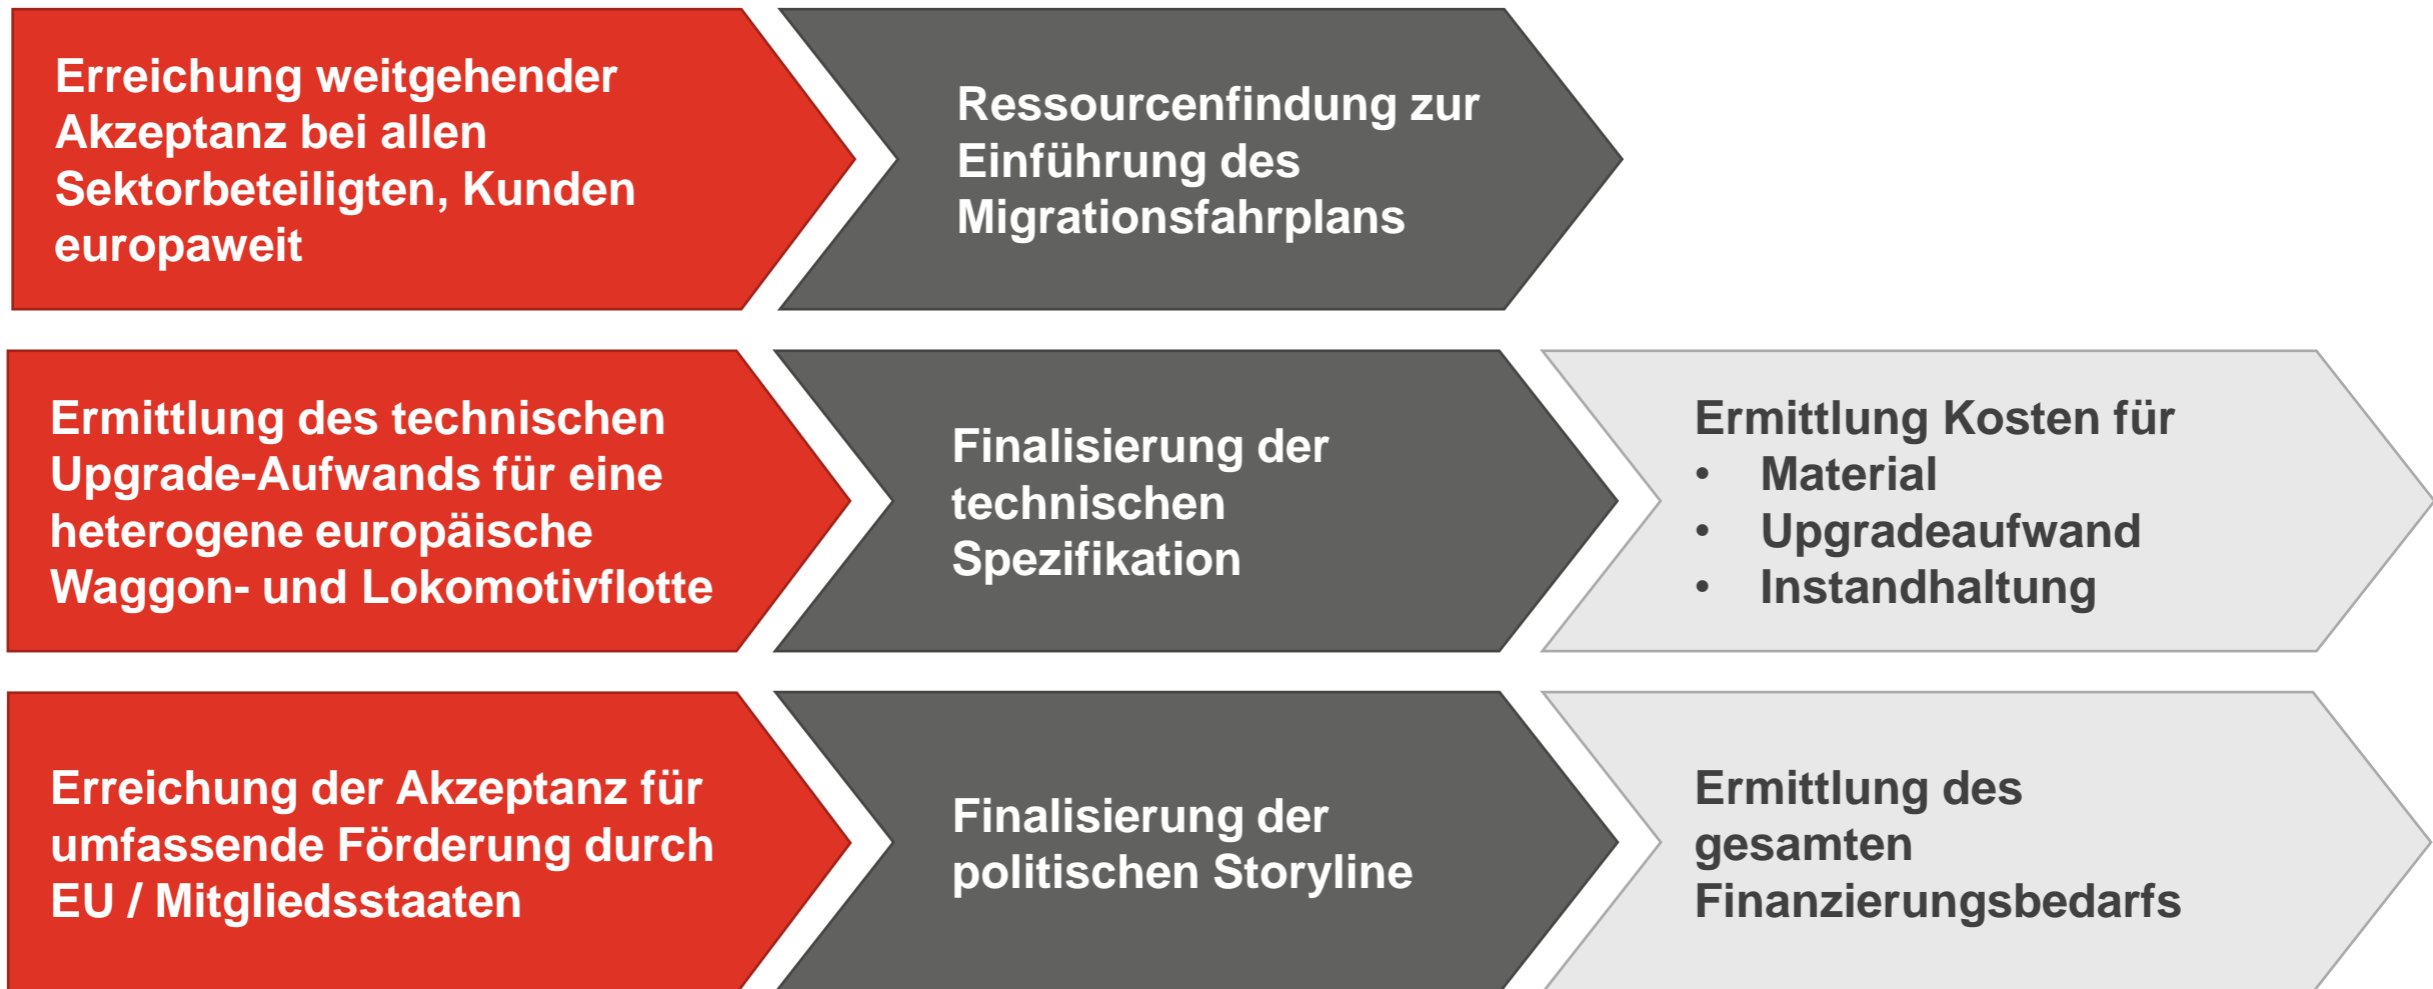 Erreichung weitgehender
Akzeptanz bei allen
Sektorbeteiligten, Kunden
europaweit
Ressourcenfindung zur
Einführung des
Migrationsfahrplans
Ermittlung des technischen
Upgrade-Aufwands für eine
heterogene europäische
Waggon- und Lokomotivflotte
Finalisierung der
technischen
Spezifikation
Ermittlung Kosten für
• Material
• Upgradeaufwand
• Instandhaltung
Erreichung der Akzeptanz für
umfassende Förderung durch
EU / Mitgliedsstaaten
Finalisierung der
politischen Storyline
Ermittlung des
gesamten
Finanzierungsbedarfs